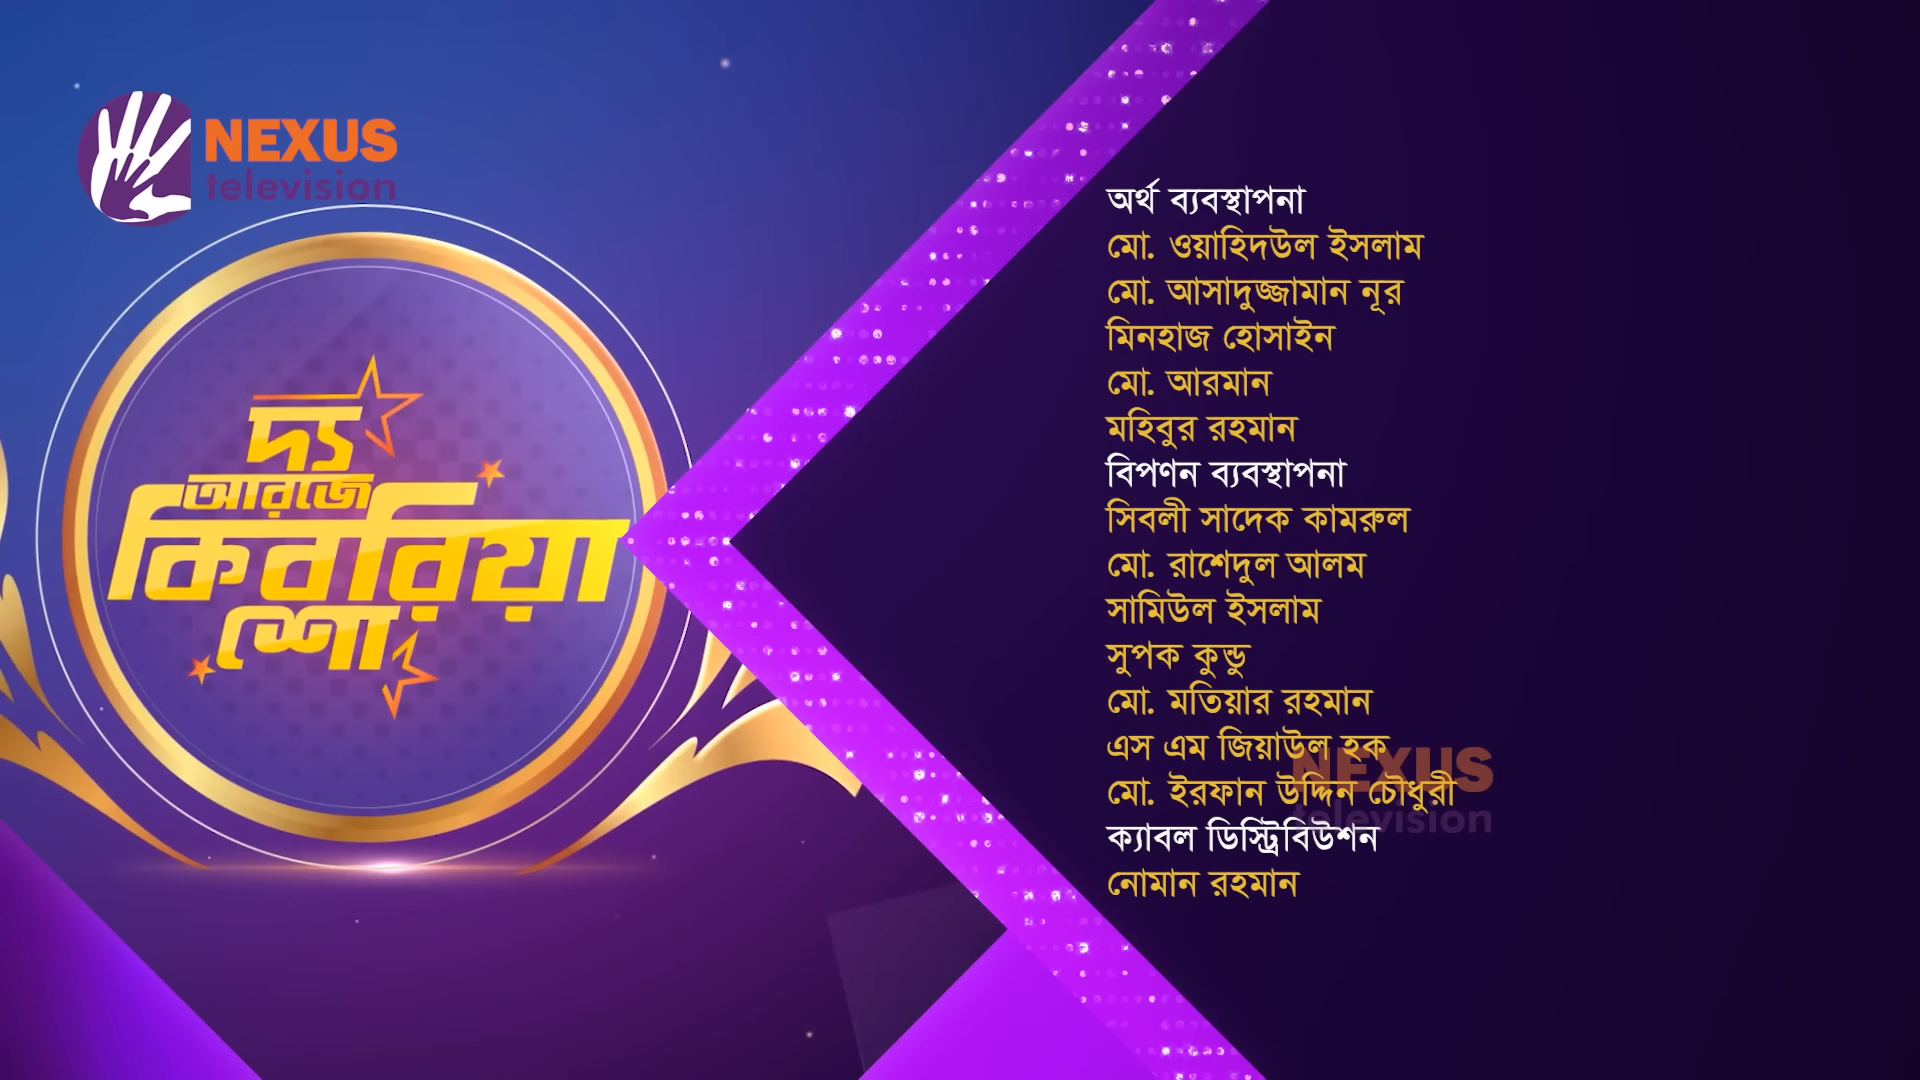 NEXUS
television
দ্য
আরজে
কিবরিয়া
শো
অর্থ ব্যবস্থাপনা
মো. ওয়াহিদউল ইসলাম
মো. আসাদুজ্জামান নূর
মিনহাজ হোসাইন
মো. আরমান
মহিবুর রহমান
বিপণন ব্যবস্থাপনা
সিবলী সাদেক কামরুল
মো. রাশেদুল আলম
সামিউল ইসলাম
সুপক কুন্ডু
মো. মতিয়ার রহমান
এস এম জিয়াউল হক
মো. ইরফান উদ্দিন চৌধুরী
ক্যাবল ডিস্ট্রিবিউশন
নোমান রহমান
NEXUS
television